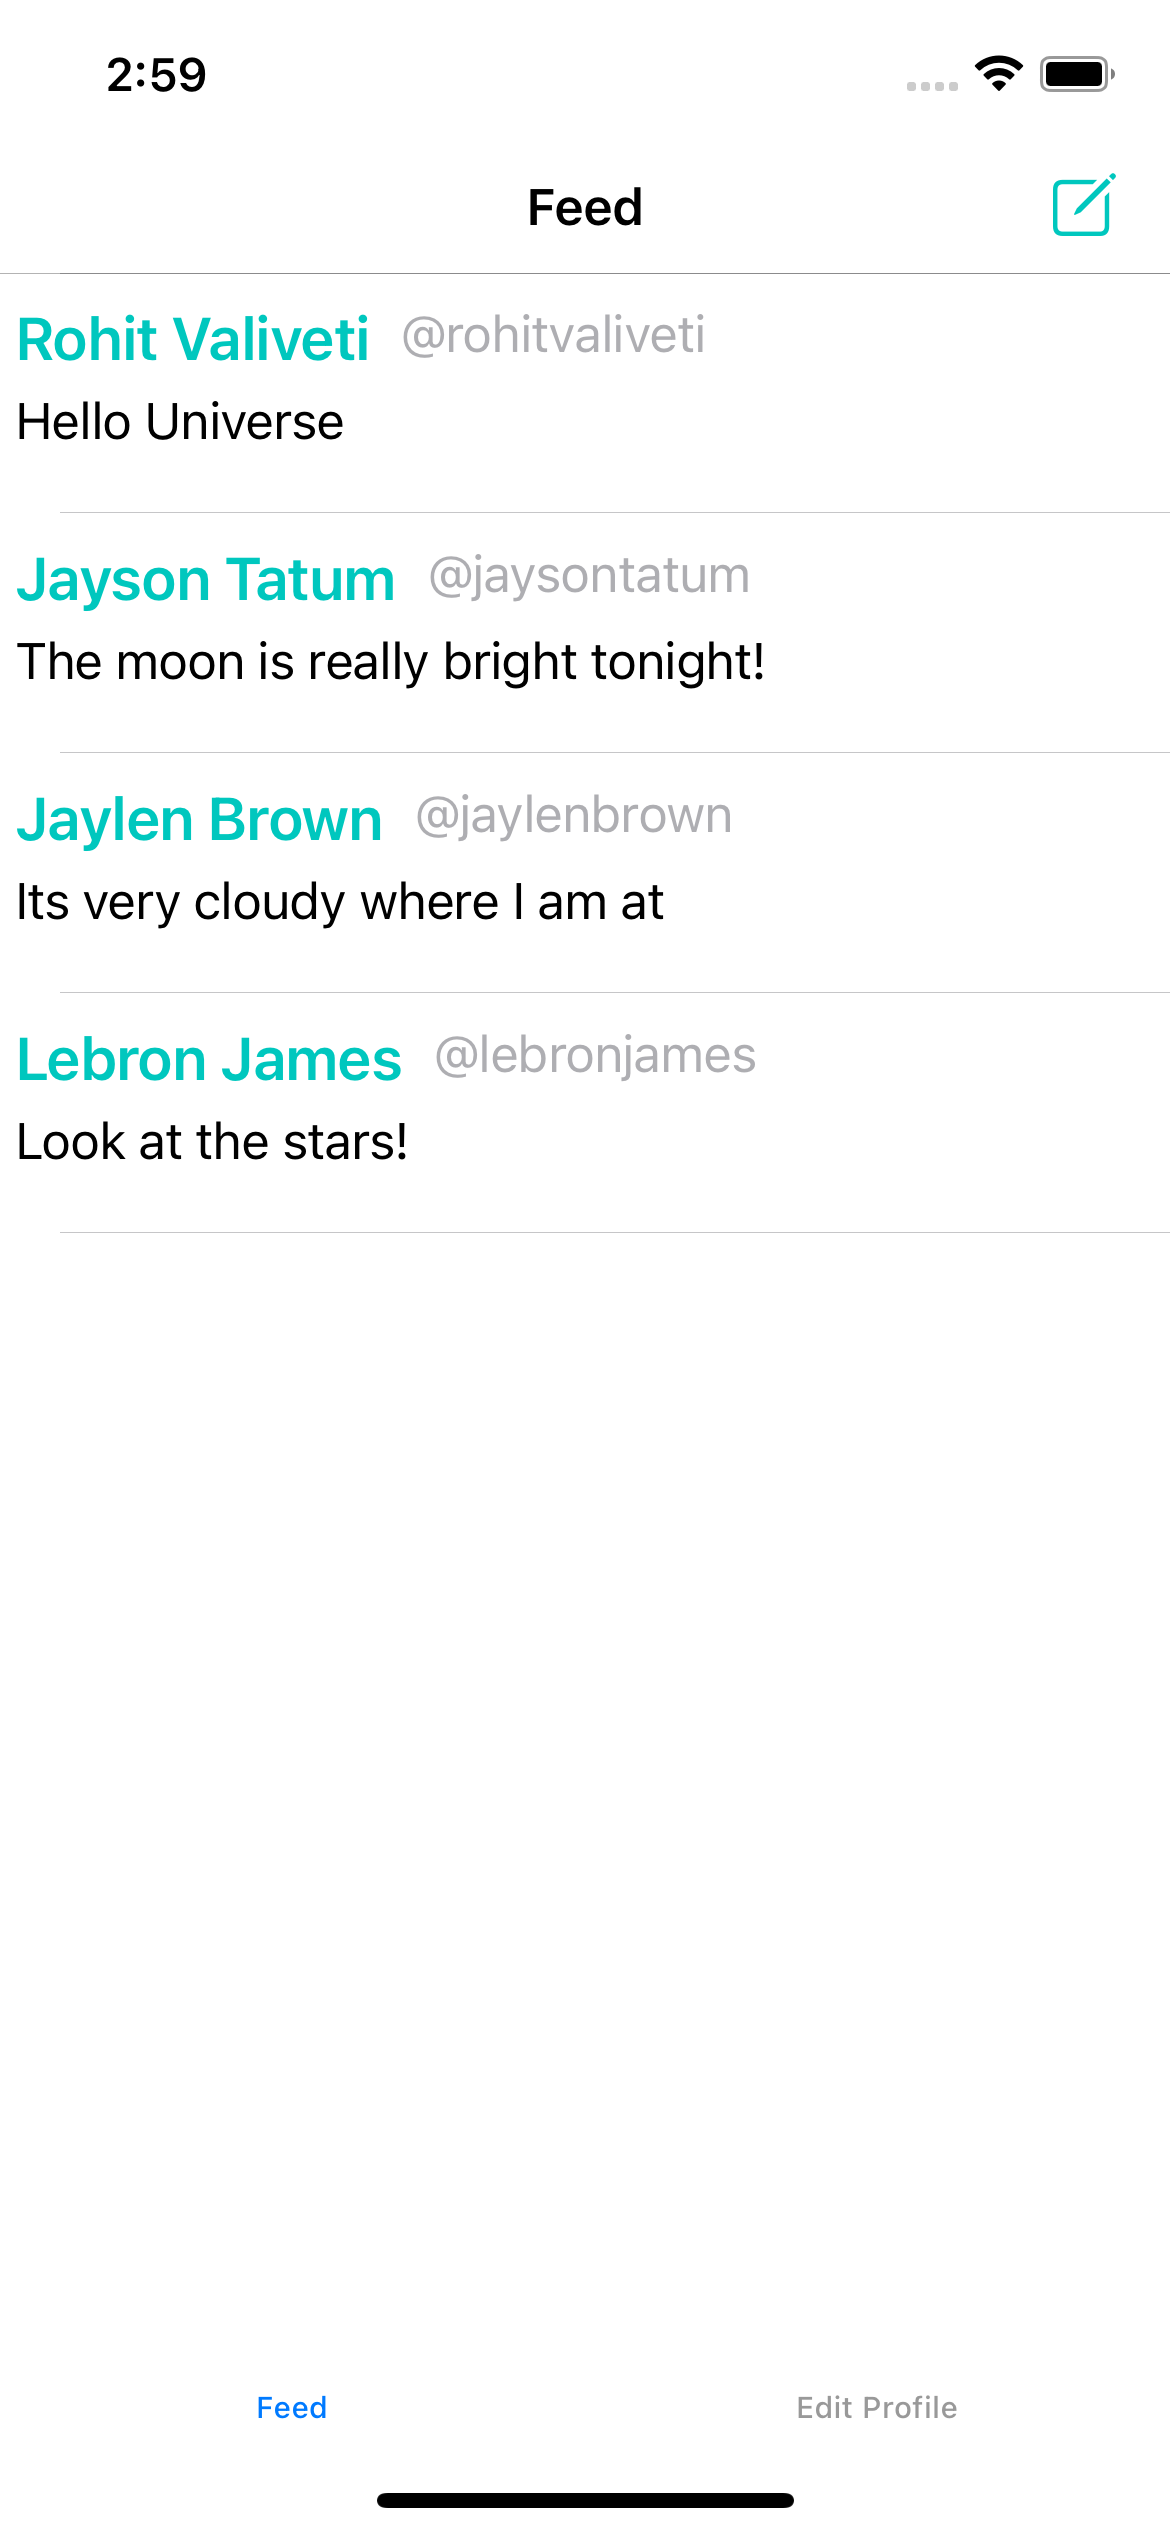 2:59
Feed
Rohit Valiveti @rohitvaliveti
Hello Universe
Jayson Tatum @jaysontatum
The moon is really bright tonight!
Jaylen Brown @jaylenbrown
Its very cloudy where I am at
Lebron James @lebronjames
Look at the stars!
Feed Edit Profile